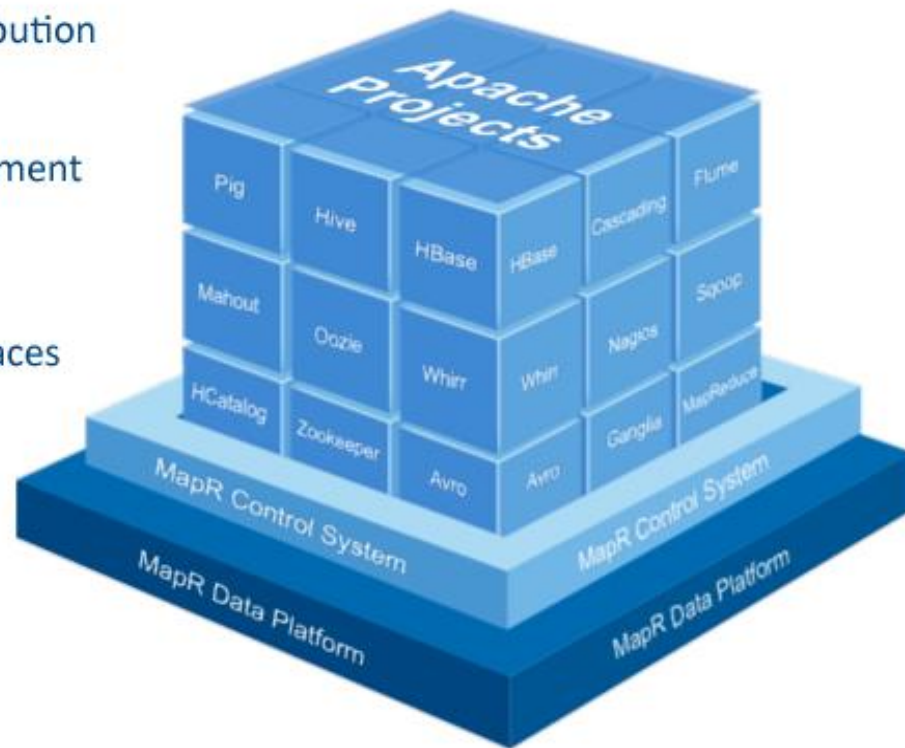 bution
ement
aces
Apache
Projects
Pig
Hive
HBase
HBase
Cascading
Flume
Mahout
Oozie
Whirr
Whirr
Nagios
Sqoop
HCatalog
Zookeeper
Avro
Avro
Ganglia
MapReduce
MapR Control System
MapR Control System
MapR Data Platform
MapR Data Platform